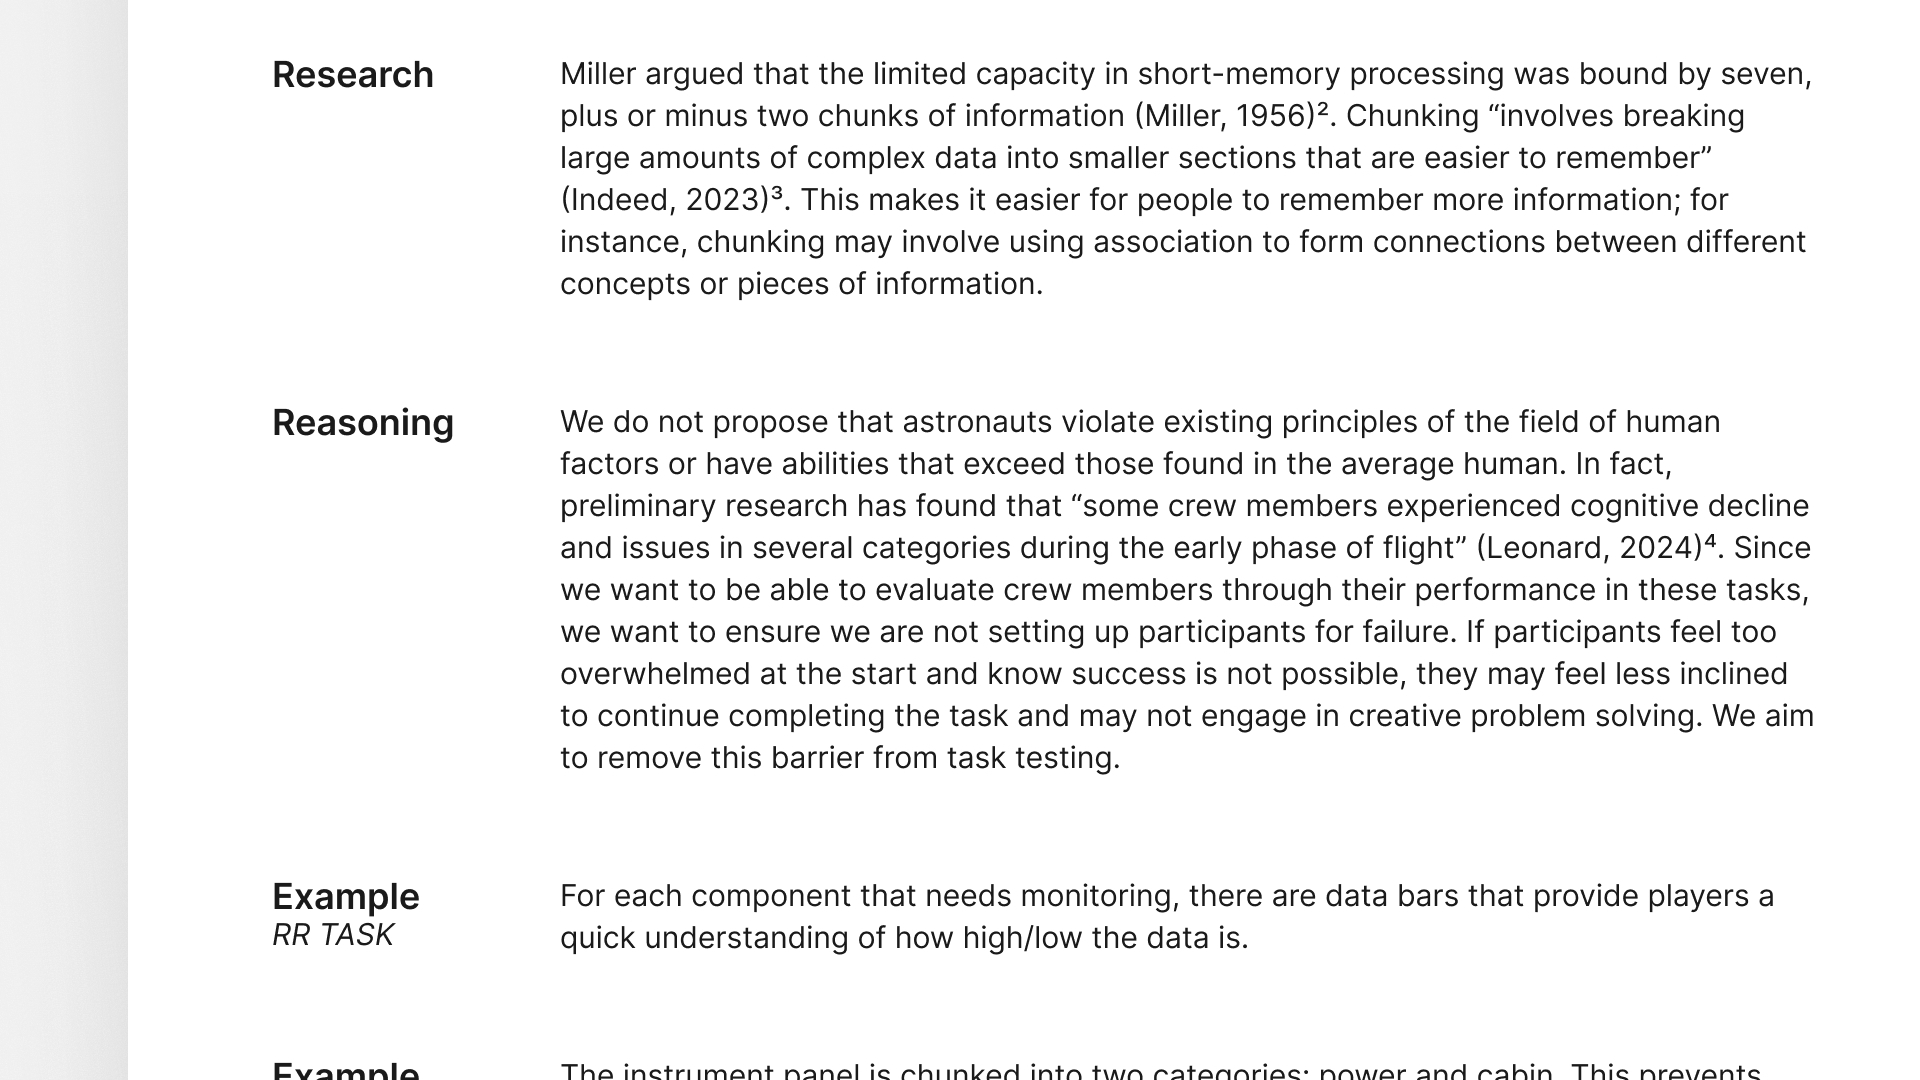 Research
Miller argued that the limited capacity in short-memory processing was bound by seven,
plus or minus two chunks of information (Miller, 1956)². Chunking “involves breaking
large amounts of complex data into smaller sections that are easier to remember”
(Indeed, 2023)³. This makes it easier for people to remember more information; for
instance, chunking may involve using association to form connections between different
concepts or pieces of information.
Reasoning
We do not propose that astronauts violate existing principles of the field of human
factors or have abilities that exceed those found in the average human. In fact,
preliminary research has found that “some crew members experienced cognitive decline
and issues in several categories during the early phase of flight” (Leonard, 2024)⁴. Since
we want to be able to evaluate crew members through their performance in these tasks,
we want to ensure we are not setting up participants for failure. If participants feel too
overwhelmed at the start and know success is not possible, they may feel less inclined
to continue completing the task and may not engage in creative problem solving. We aim
to remove this barrier from task testing.
Example
RR TASK
For each component that needs monitoring, there are data bars that provide players a
quick understanding of how high/low the data is.
Example
The instrument panel is chunked into two categories: power and cabin. This prevents